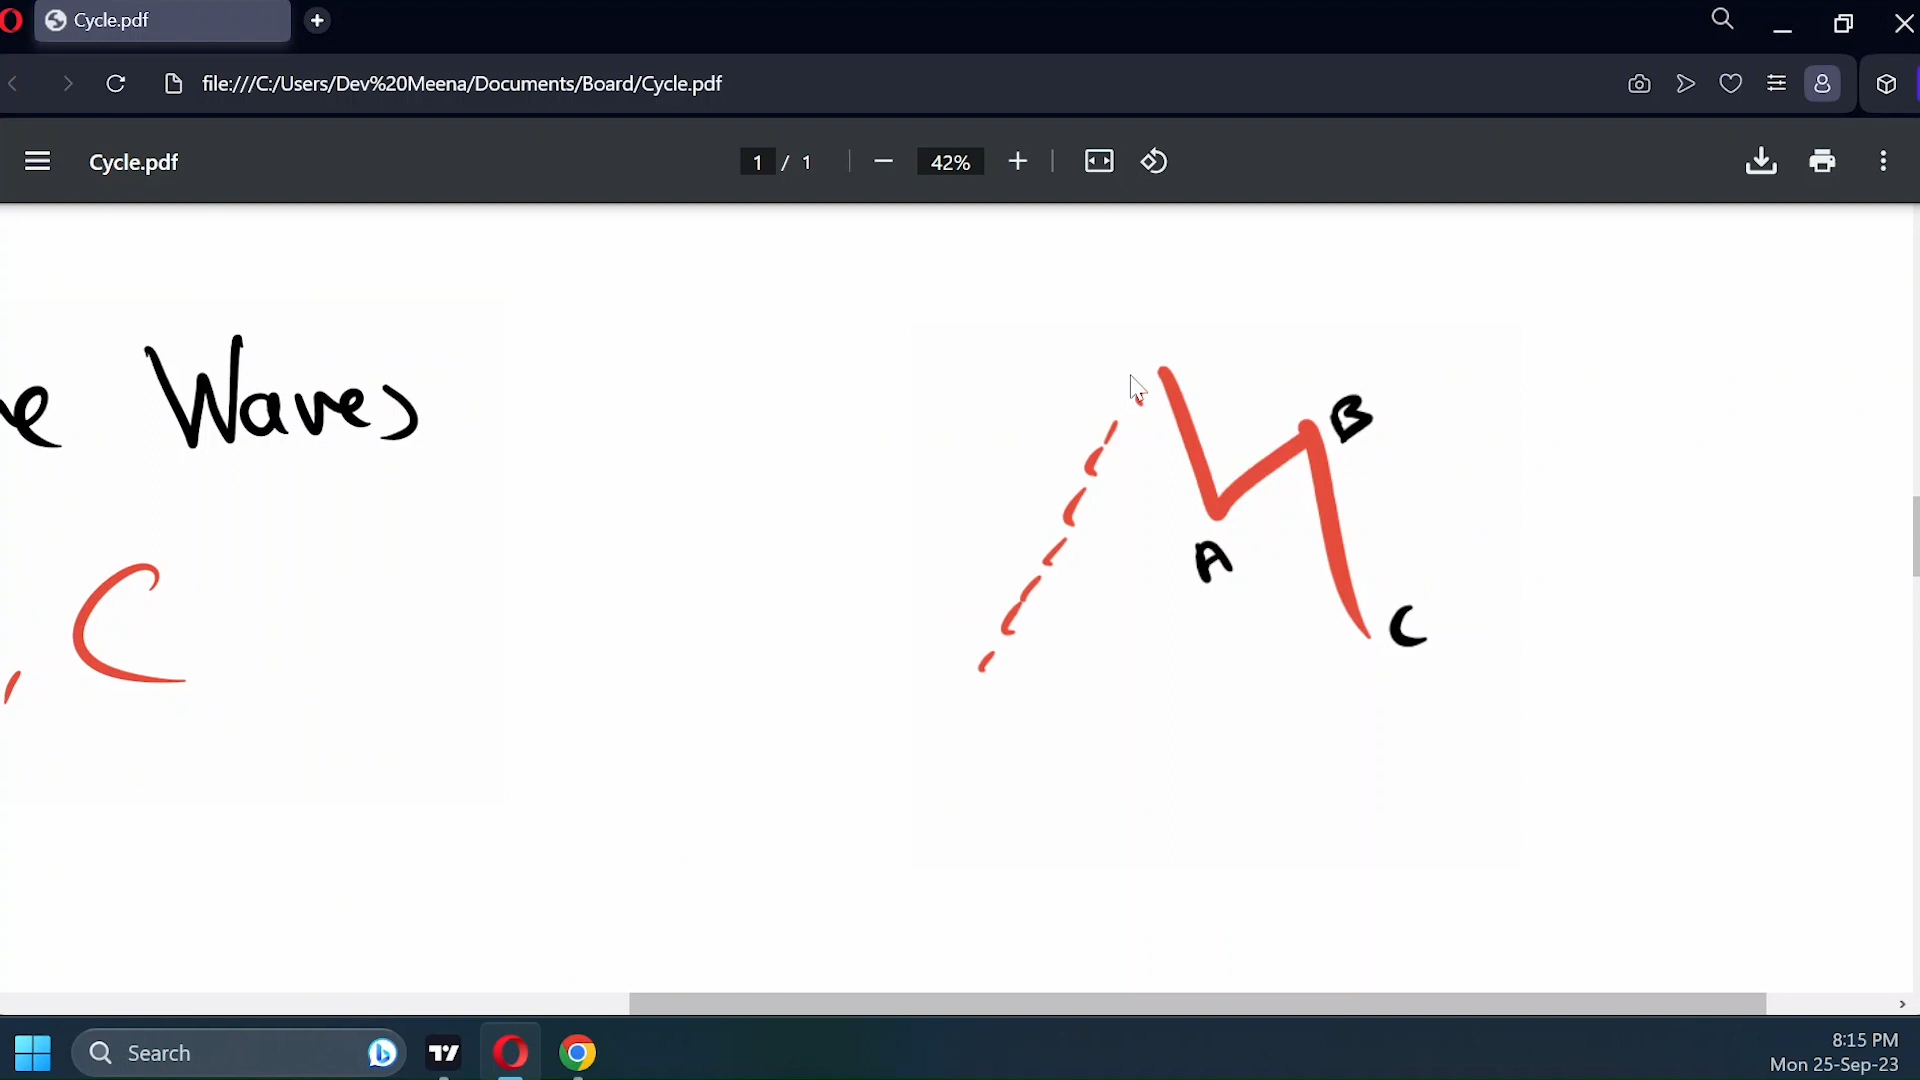 Cycle.pdf
file:///C:/Users/Dev%20Meena/Documents/Board/Cycle.pdf
Cycle.pdf
1 / 1
42%
e Waves
, C
B
A
C
Search
8:15 PM
Mon 25-Sep-23